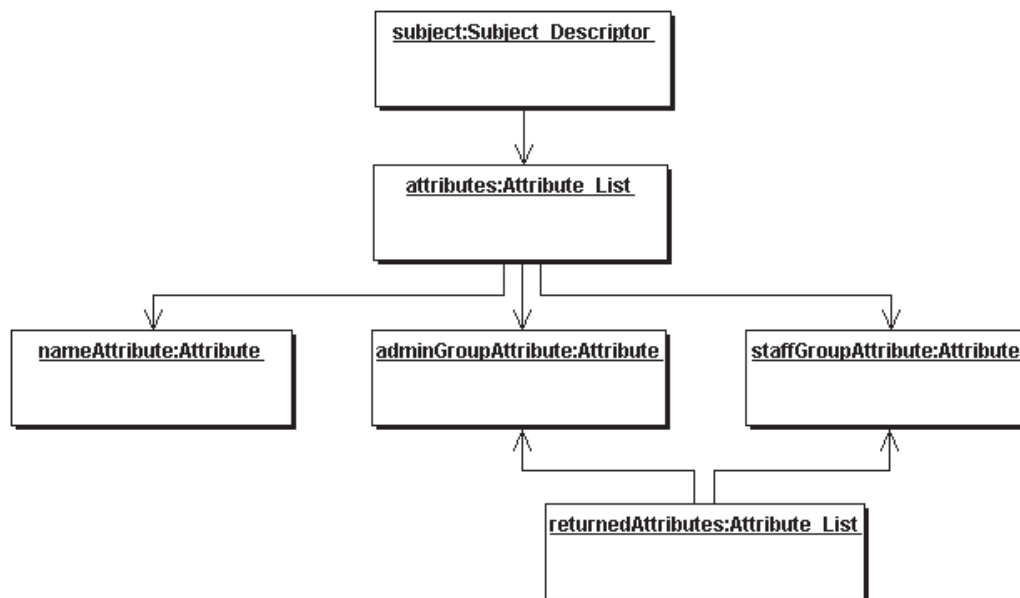 subject:Subject_Descriptor
attributes:Attribute_List
nameAttribute:Attribute
adminGroupAttribute:Attribute
staffGroupAttribute:Attribute
returnedAttributes:Attribute_List